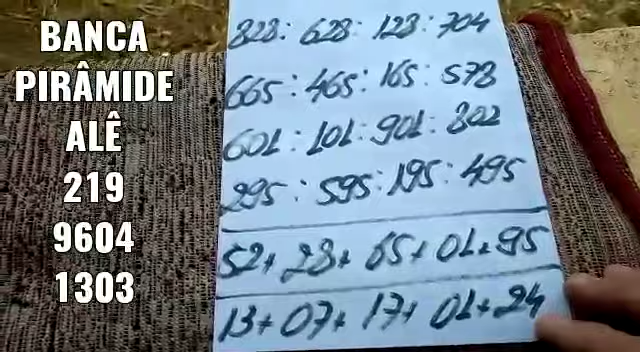 BANCA
PIRÂMIDE
ALÊ
219
9604
1303
828: 628: 128: 704
665: 465: 165: 578
601: 101: 901: 802
295: 595: 195: 495
52+ 28+ 65+ 01+ 95
13+ 07+ 17+ 01+ 24